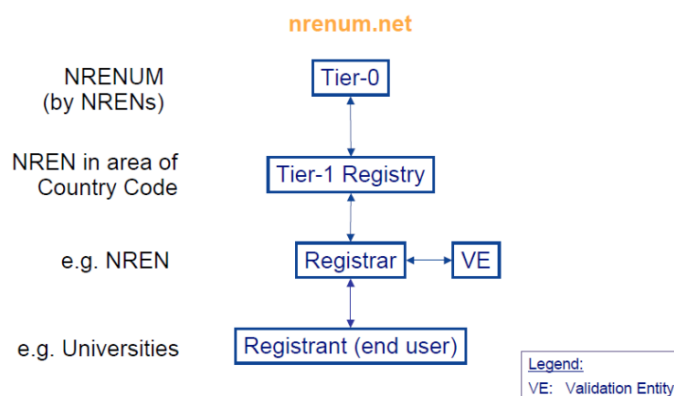 nrenum.net
NRENUM
(by NRENs)
Tier-0
NREN in area of
Country Code
Tier-1 Registry
e.g. NREN
Registrar
VE
e.g. Universities
Registrant (end user)
Legend:
VE: Validation Entity